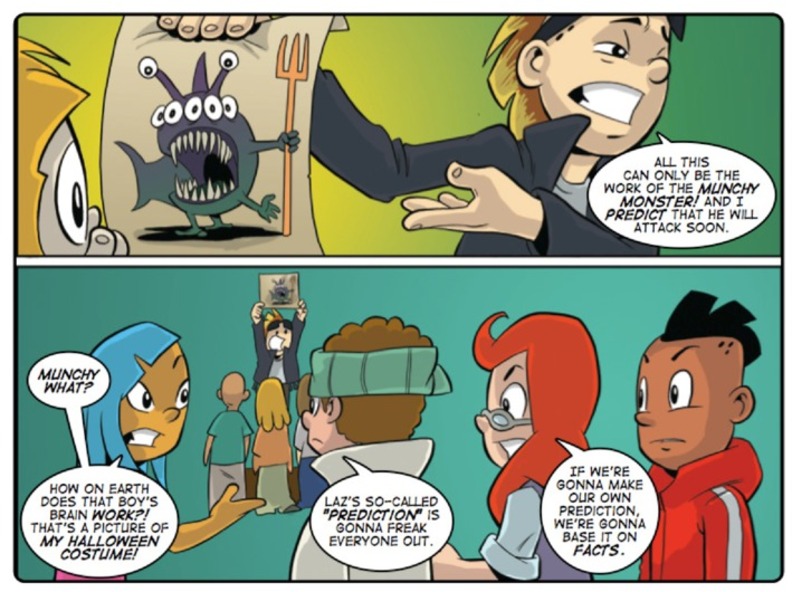 ALL THIS
CAN ONLY BE THE
WORK OF THE MUNCHY
MONSTER! AND I
PREDICT THAT HE WILL
ATTACK SOON.
MUNCHY
WHAT?
HOW ON EARTH
DOES THAT BOY'S
BRAIN WORK?!
THAT'S A PICTURE OF
MY HALLOWEEN
COSTUME!
LAZ'S SO-CALLED
"PREDICTION" IS
GONNA FREAK
EVERYONE OUT.
IF WE'RE
GONNA MAKE
OUR OWN
PREDICTION,
WE'RE GONNA
BASE IT ON
FACTS.